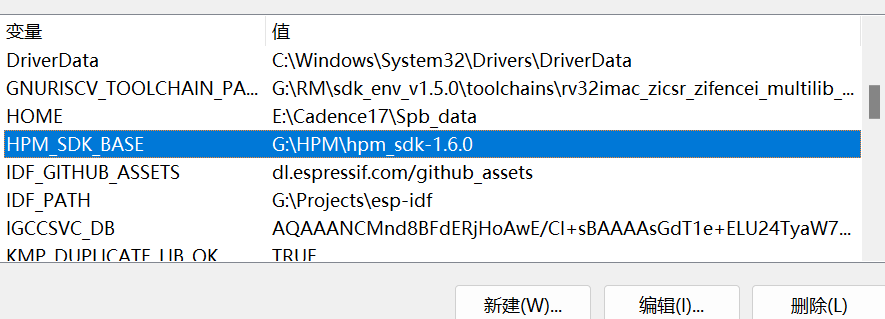 变量 值
DriverData C:\Windows\System32\Drivers\DriverData
GNURISCV_TOOLCHAIN_PA... G:\RM\sdk_env_v1.5.0\toolchains\rv32imac_zicsr_zifencei_multilib_...
HOME E:\Cadence17\Spb_data
HPM_SDK_BASE G:\HPM\hpm_sdk-1.6.0
IDF_GITHUB_ASSETS dl.espressif.com/github_assets
IDF_PATH G:\Projects\esp-idf
IGCCSVC_DB AQAAANCMnd8BFdERjHoAwE/Cl+sBAAAAsGdT1e+ELU24TyaW7...
KMP_DUPLICATE_LIB_OK TRUE
新建(W)... 编辑(I)... 删除(L)